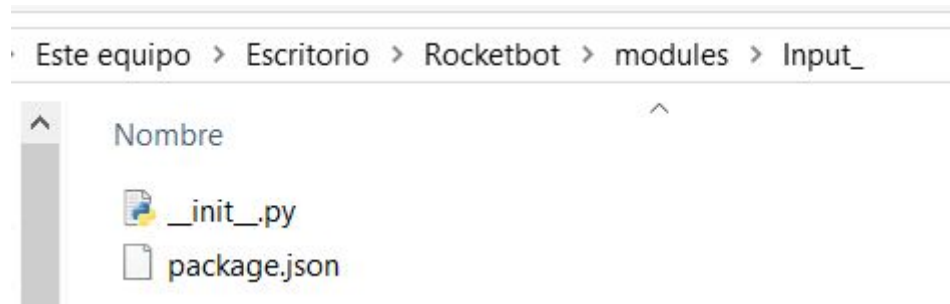 Este equipo > Escritorio > Rocketbot > modules > Input_
Nombre
__init__.py
package.json